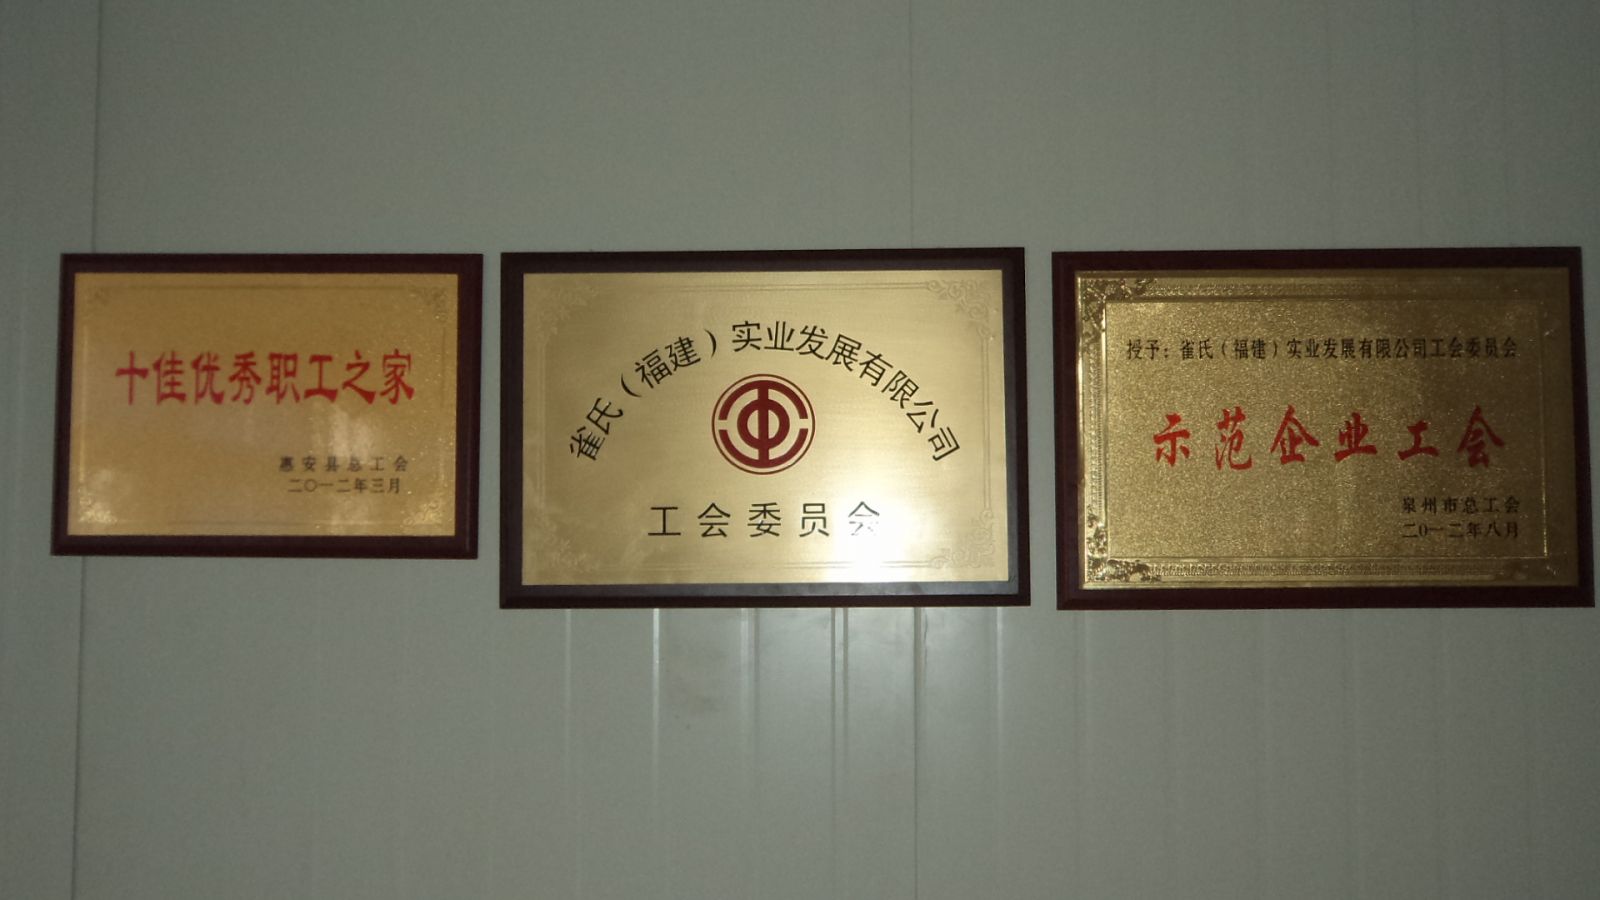 十佳优秀职工之家
惠安县总工会
二〇一二年三月
雀氏（福建）实业发展有限公司
工会委员会
授予：雀氏（福建）实业发展有限公司工会委员会
示范企业工会
泉州市总工会
二〇一二年八月